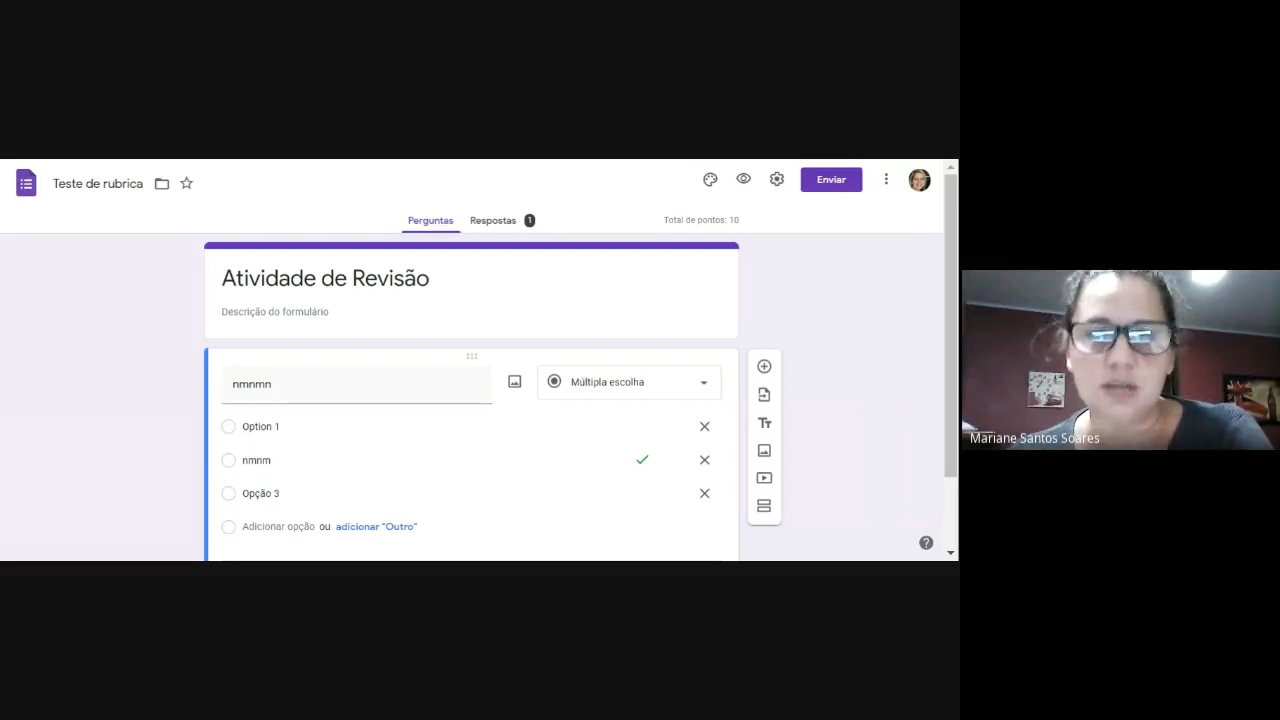 Teste de rubrica
Enviar
Perguntas
Respostas 1
Total de pontos: 10
Atividade de Revisão
Descrição do formulário
nmnmn
Múltipla escolha
Option 1
nmnm
Opção 3
Adicionar opção ou adicionar "Outro"
Mariane Santos Soares